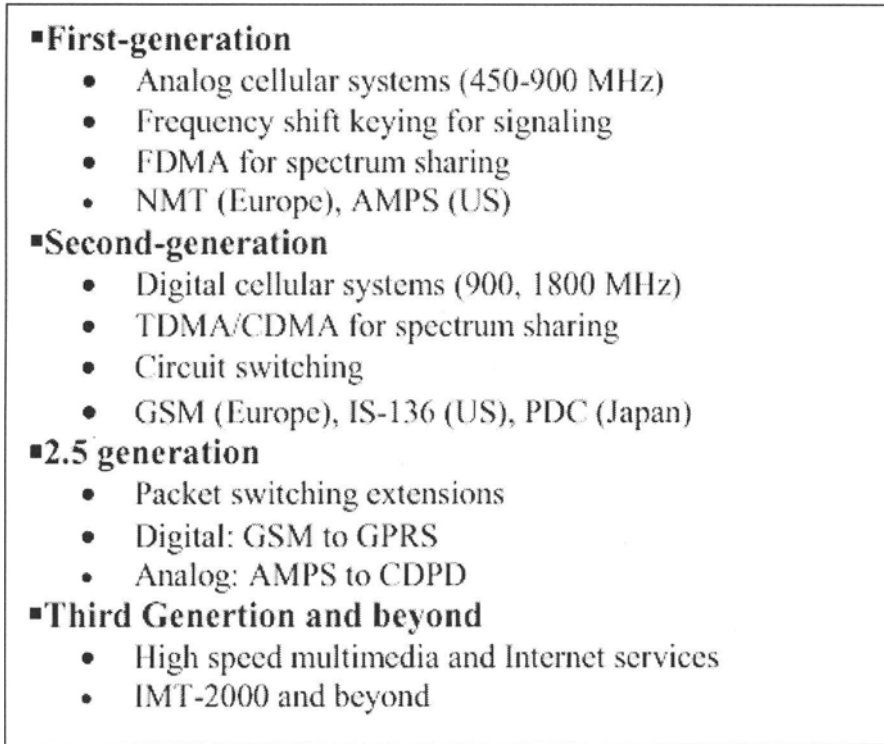 ▪First-generation
• Analog cellular systems (450-900 MHz)
• Frequency shift keying for signaling
• FDMA for spectrum sharing
• NMT (Europe), AMPS (US)
▪Second-generation
• Digital cellular systems (900, 1800 MHz)
• TDMA/CDMA for spectrum sharing
• Circuit switching
• GSM (Europe), IS-136 (US), PDC (Japan)
▪2.5 generation
• Packet switching extensions
• Digital: GSM to GPRS
• Analog: AMPS to CDPD
▪Third Genertion and beyond
• High speed multimedia and Internet services
• IMT-2000 and beyond